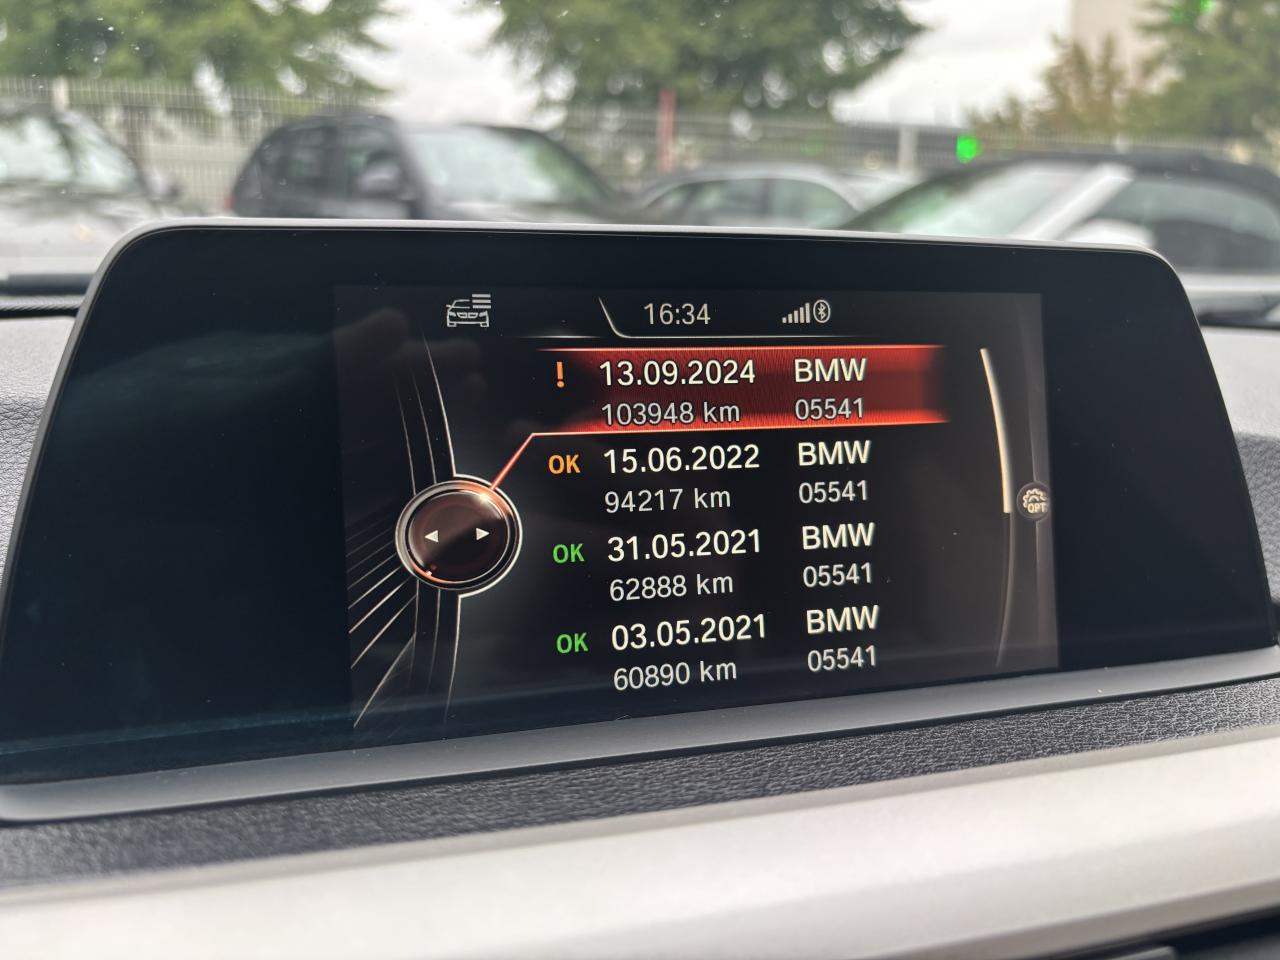 16:34
! 13.09.2024 BMW
103948 km 05541
OK 15.06.2022 BMW
94217 km 05541
OK 31.05.2021 BMW
62888 km 05541
OPT
OK 03.05.2021 BMW
60890 km 05541